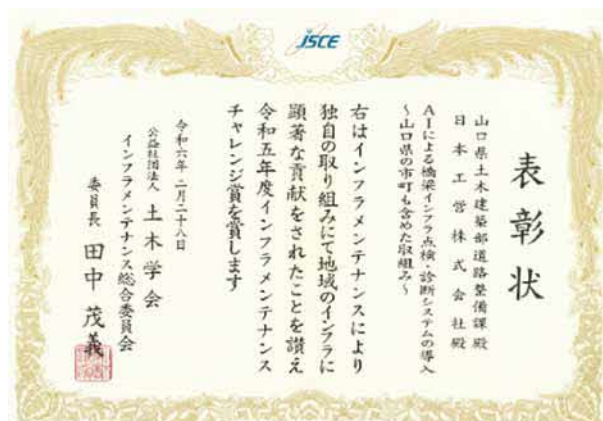 JSCE
表彰状
山口県土木建築部道路整備課殿
日本工営株式会社殿
AIによる橋梁インフラ点検・診断システムの導入
～山口県の市町も含めた取組み～
右はインフラメンテナンスにより
独自の取り組みにて地域のインフラに
顕著な貢献をされたことを讃え
令和五年度インフラメンテナンス
チャレンジ賞を賞します
令和六年二月二十八日
公益社団法人 土木学会
インフラメンテナンス総合委員会
委員長 田中茂義